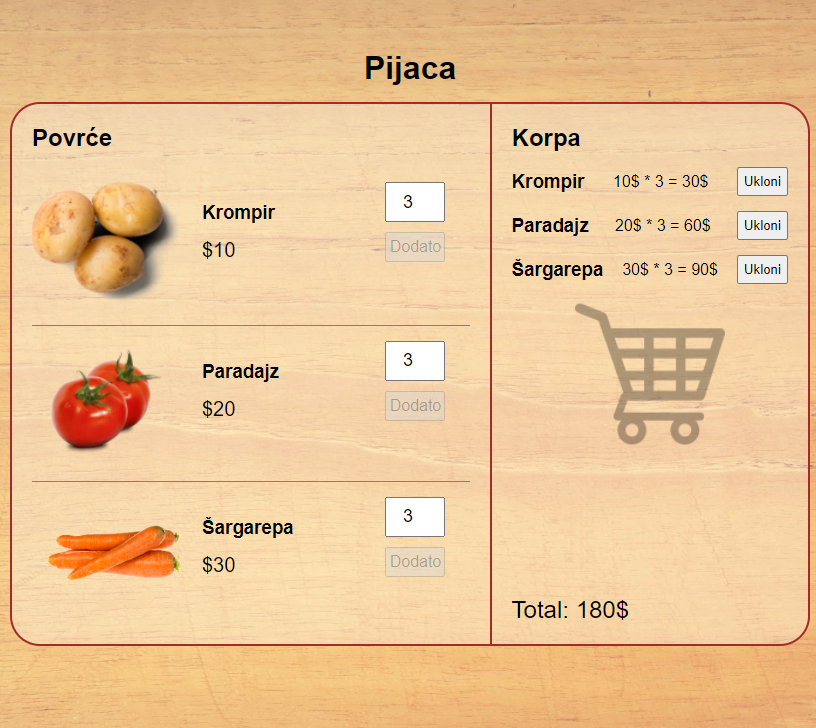 Pijaca
Povrće
Krompir
$10
3
Dodato
Paradajz
$20
3
Dodato
Šargarepa
$30
3
Dodato
Korpa
Krompir 10$ * 3 = 30$ Ukloni
Paradajz 20$ * 3 = 60$ Ukloni
Šargarepa 30$ * 3 = 90$ Ukloni
Total: 180$